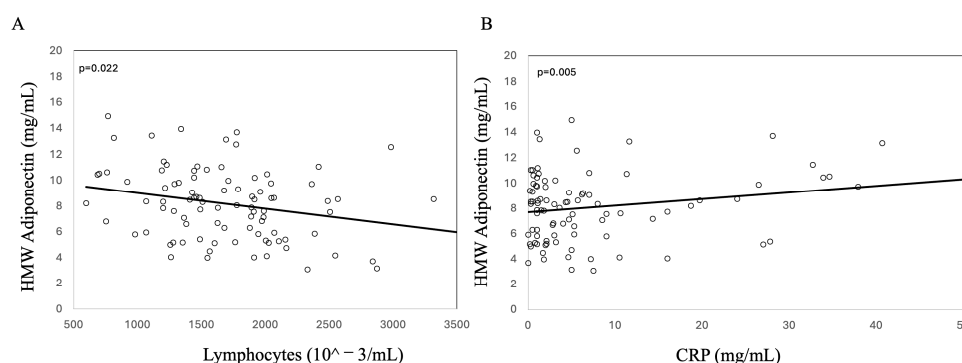 A
HMW Adiponectin (mg/mL)
20
18
16
14
12
10
8
6
4
2
0
p=0.022
500 1000 1500 2000 2500 3000 3500
Lymphocytes (10^ − 3/mL)
B
HMW Adiponectin (mg/mL)
20
18
16
14
12
10
8
6
4
2
0
p=0.005
0 10 20 30 40 50
CRP (mg/mL)